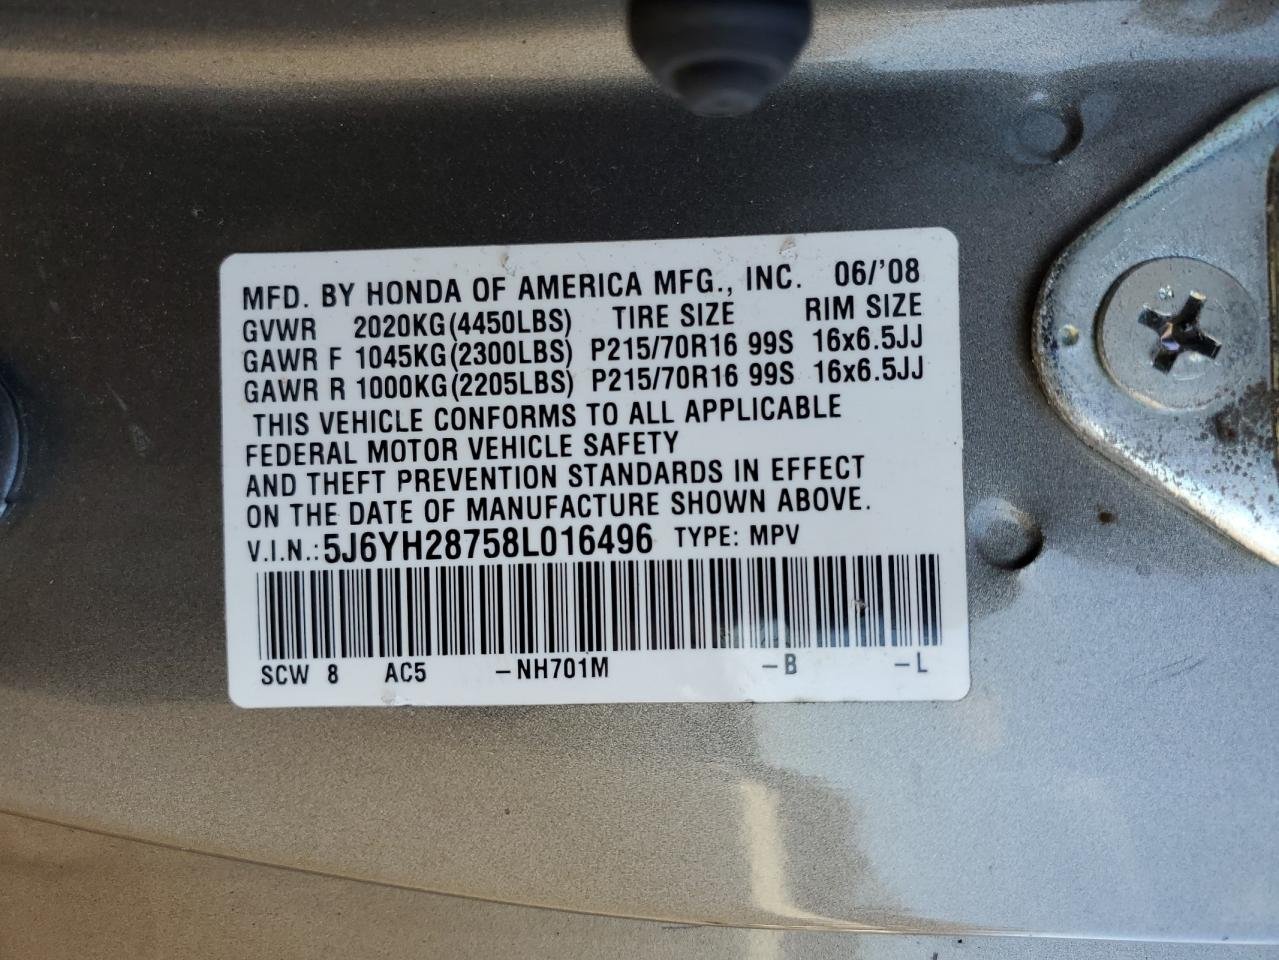 MFD. BY HONDA OF AMERICA MFG., INC. 06/'08
GVWR 2020KG(4450LBS) TIRE SIZE RIM SIZE
GAWR F 1045KG(2300LBS) P215/70R16 99S 16x6.5JJ
GAWR R 1000KG(2205LBS) P215/70R16 99S 16x6.5JJ
THIS VEHICLE CONFORMS TO ALL APPLICABLE
FEDERAL MOTOR VEHICLE SAFETY
AND THEFT PREVENTION STANDARDS IN EFFECT
ON THE DATE OF MANUFACTURE SHOWN ABOVE.
V.I.N.:5J6YH28758L016496 TYPE: MPV
SCW 8 AC5 -NH701M -B -L